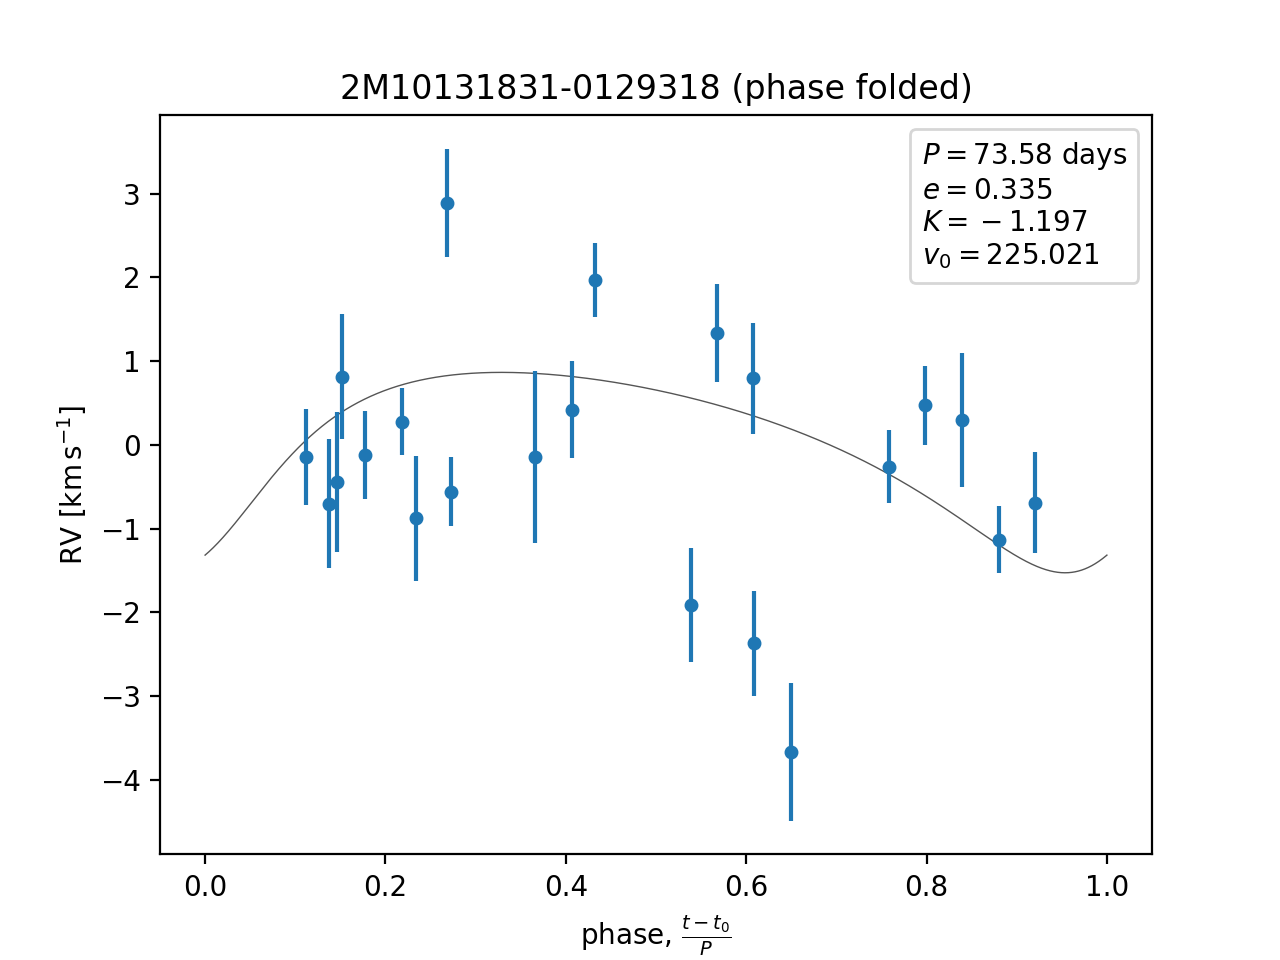 2M10131831-0129318 (phase folded)
P = 73.58 days
e = 0.335
K = −1.197
v₀ = 225.021
RV [km s⁻¹]
3
2
1
0
−1
−2
−3
−4
0.0 0.2 0.4 0.6 0.8 1.0
phase, (t − t₀)/P